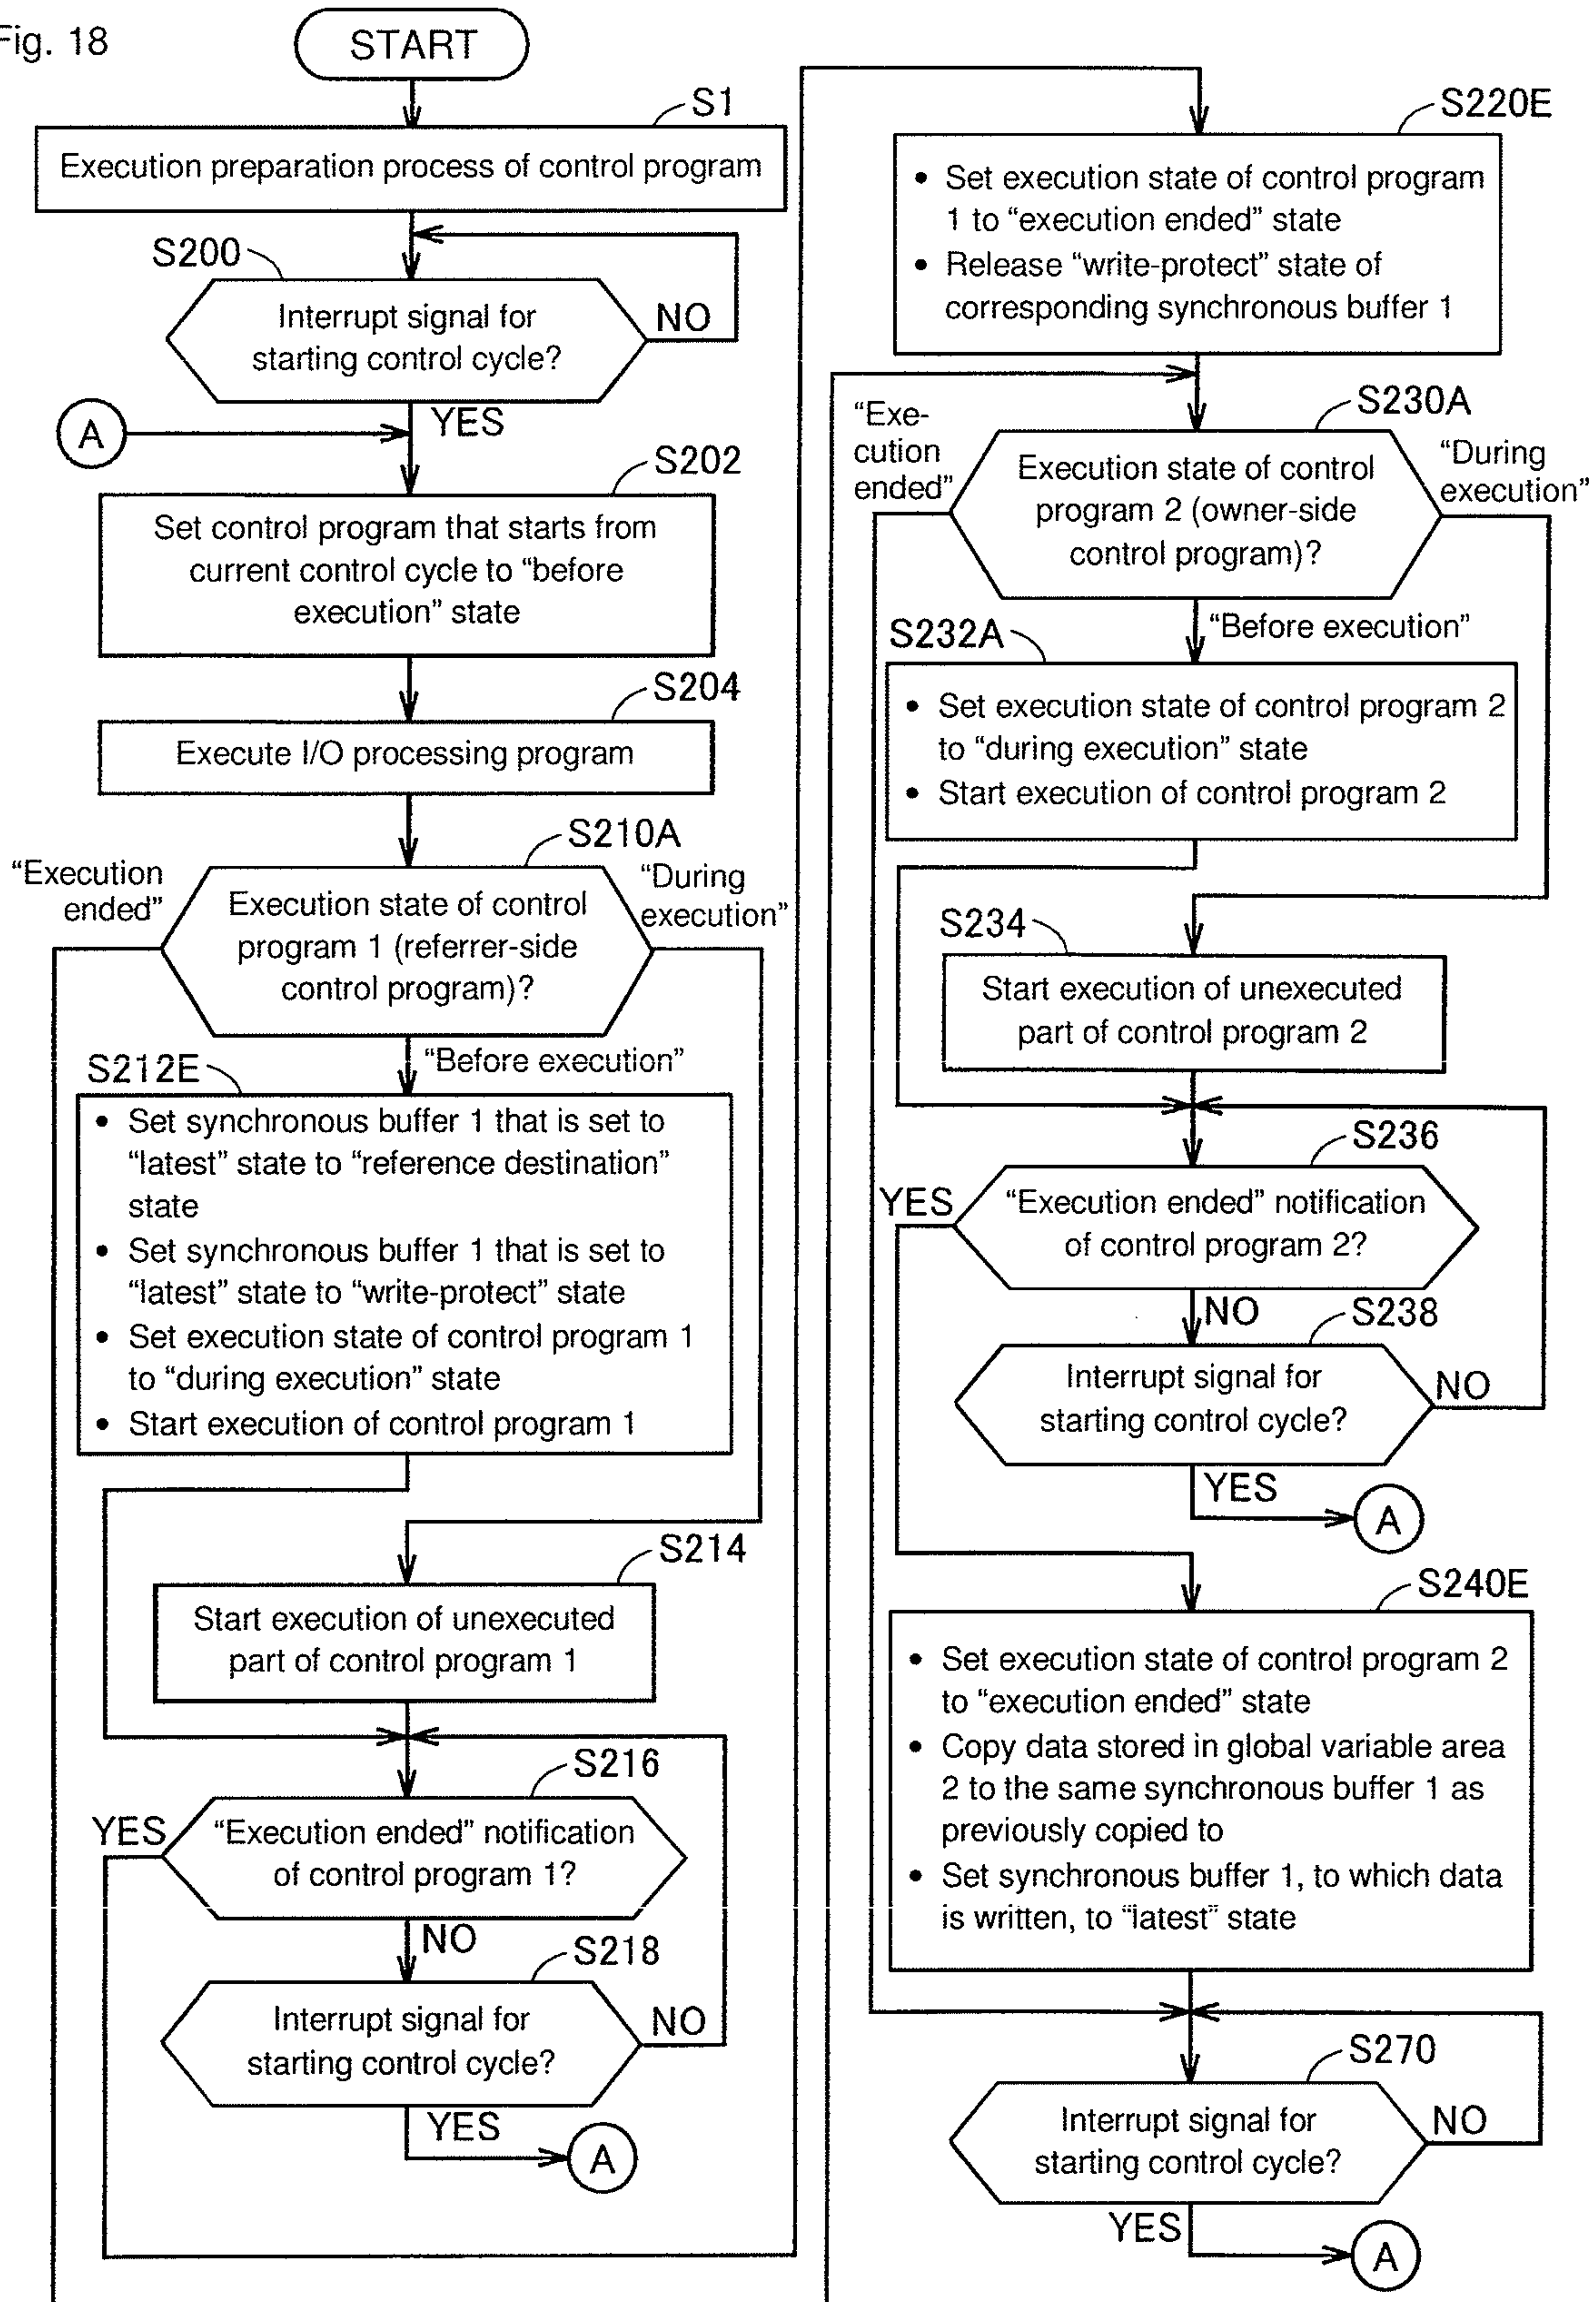 Fig. 18
START
S1
Execution preparation process of control program
S200
Interrupt signal for
starting control cycle?
NO
YES
A
S202
Set control program that starts from
current control cycle to “before
execution” state
S204
Execute I/O processing program
S210A
“Execution
ended”
“During
execution”
Execution state of control
program 1 (referrer-side
control program)?
“Before execution”
S212E
• Set synchronous buffer 1 that is set to
“latest” state to “reference destination”
state
• Set synchronous buffer 1 that is set to
“latest” state to “write-protect” state
• Set execution state of control program 1
to “during execution” state
• Start execution of control program 1
S214
Start execution of unexecuted
part of control program 1
S216
YES
“Execution ended” notification
of control program 1?
NO
S218
Interrupt signal for
starting control cycle?
NO
YES
A
S220E
• Set execution state of control program
1 to “execution ended” state
• Release “write-protect” state of
corresponding synchronous buffer 1
S230A
“Exe-
cution
ended”
“During
execution”
Execution state of control
program 2 (owner-side
control program)?
“Before execution”
S232A
• Set execution state of control program 2
to “during execution” state
• Start execution of control program 2
S234
Start execution of unexecuted
part of control program 2
S236
YES
“Execution ended” notification
of control program 2?
NO
S238
Interrupt signal for
starting control cycle?
NO
YES
A
S240E
• Set execution state of control program 2
to “execution ended” state
• Copy data stored in global variable area
2 to the same synchronous buffer 1 as
previously copied to
• Set synchronous buffer 1, to which data
is written, to “latest” state
S270
Interrupt signal for
starting control cycle?
NO
YES
A